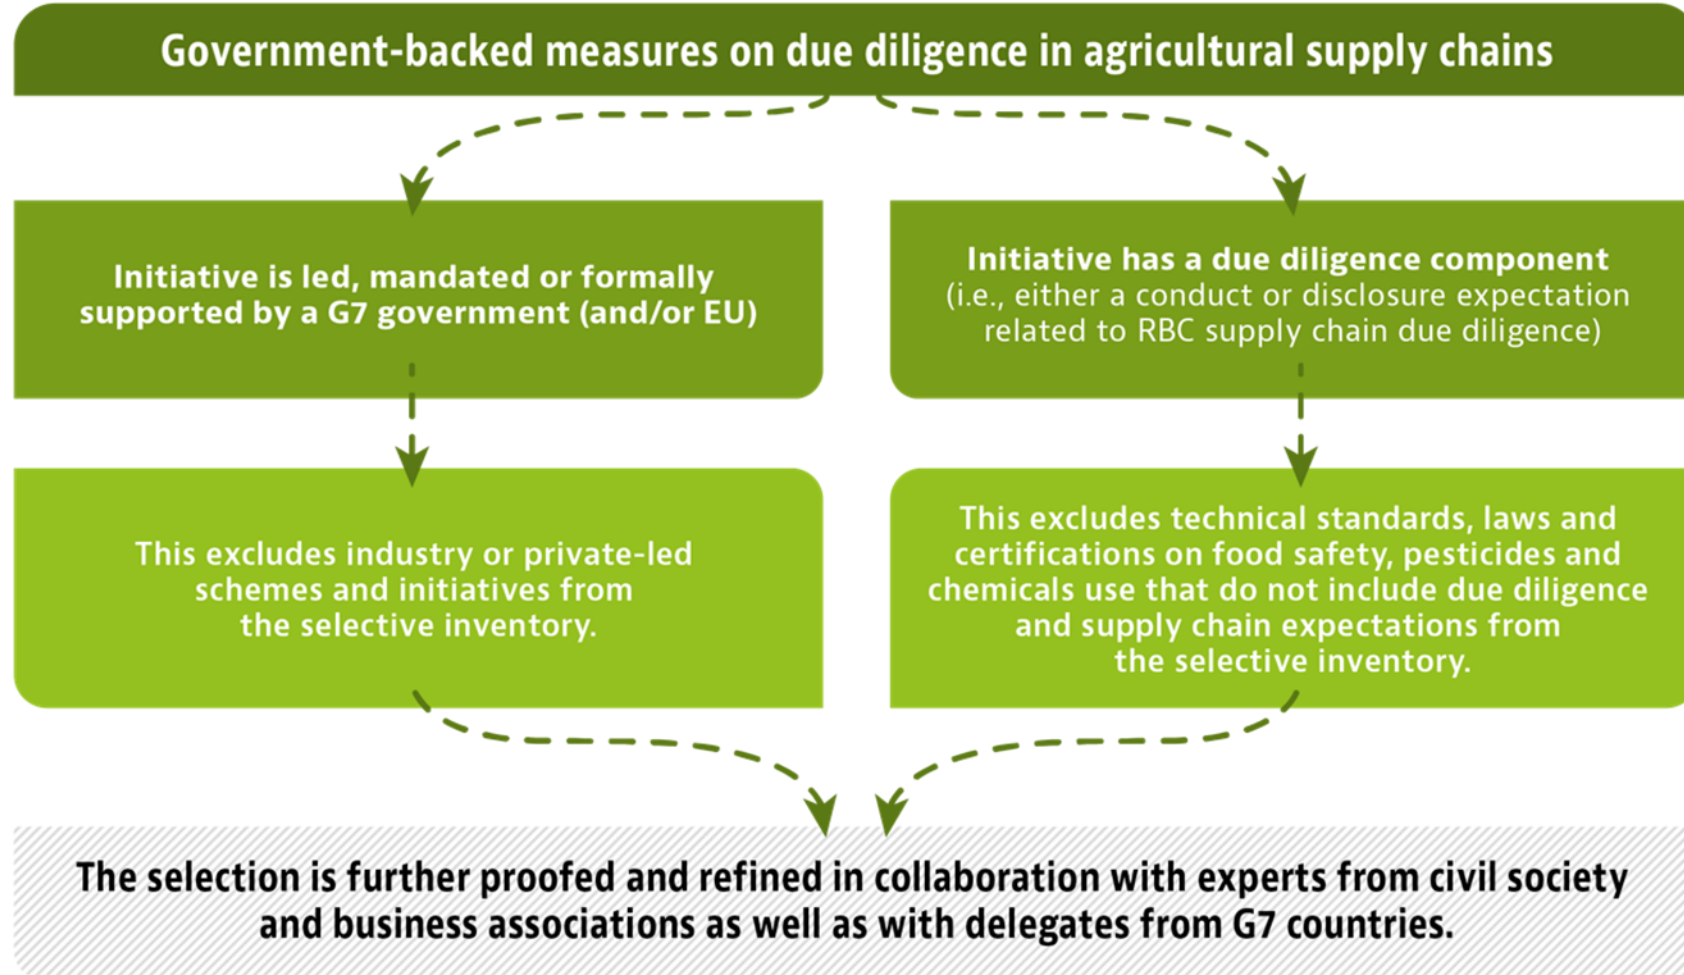 Government-backed measures on due diligence in agricultural supply chains
Initiative is led, mandated or formally
supported by a G7 government (and/or EU)
Initiative has a due diligence component
(i.e., either a conduct or disclosure expectation
related to RBC supply chain due diligence)
This excludes industry or private-led
schemes and initiatives from
the selective inventory.
This excludes technical standards, laws and
certifications on food safety, pesticides and
chemicals use that do not include due diligence
and supply chain expectations from
the selective inventory.
The selection is further proofed and refined in collaboration with experts from civil society
and business associations as well as with delegates from G7 countries.